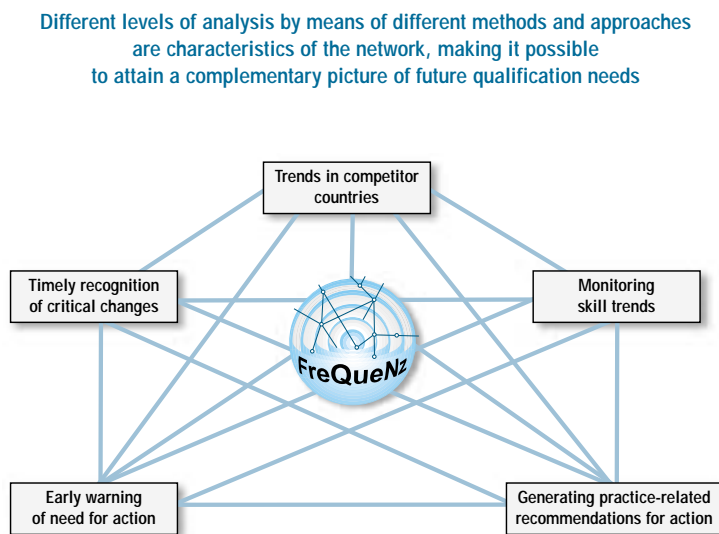 Different levels of analysis by means of different methods and approaches
are characteristics of the network, making it possible
to attain a complementary picture of future qualification needs
Trends in competitor
countries
Timely recognition
of critical changes
Monitoring
skill trends
FreQueNz
Early warning
of need for action
Generating practice-related
recommendations for action